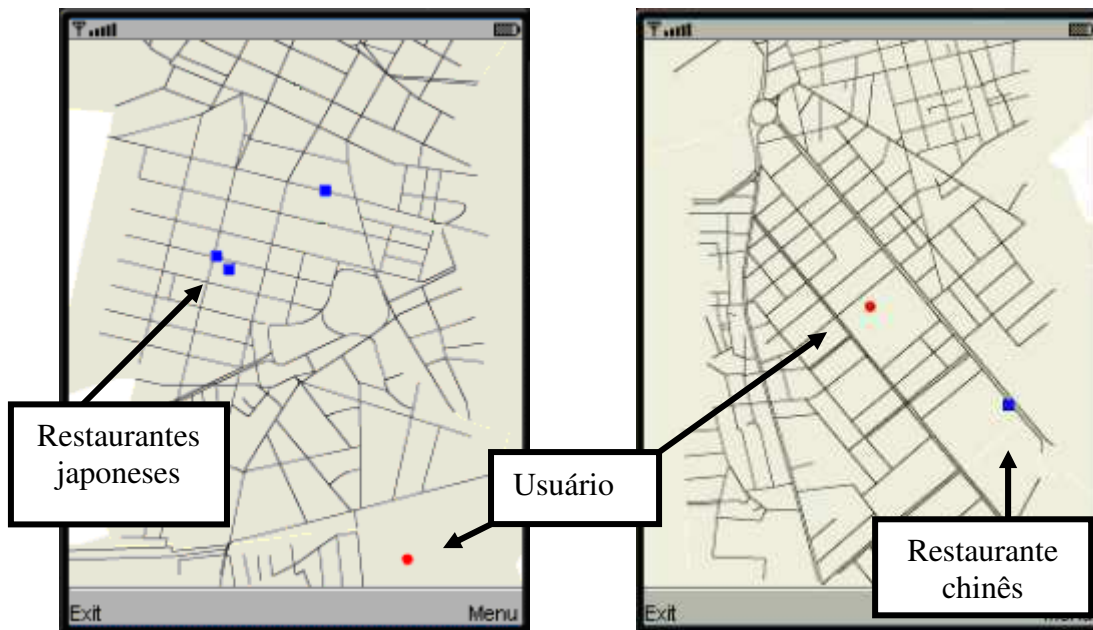 Restaurantes
japoneses
Usuário
Restaurante
chinês
Exit
Menu
Exit